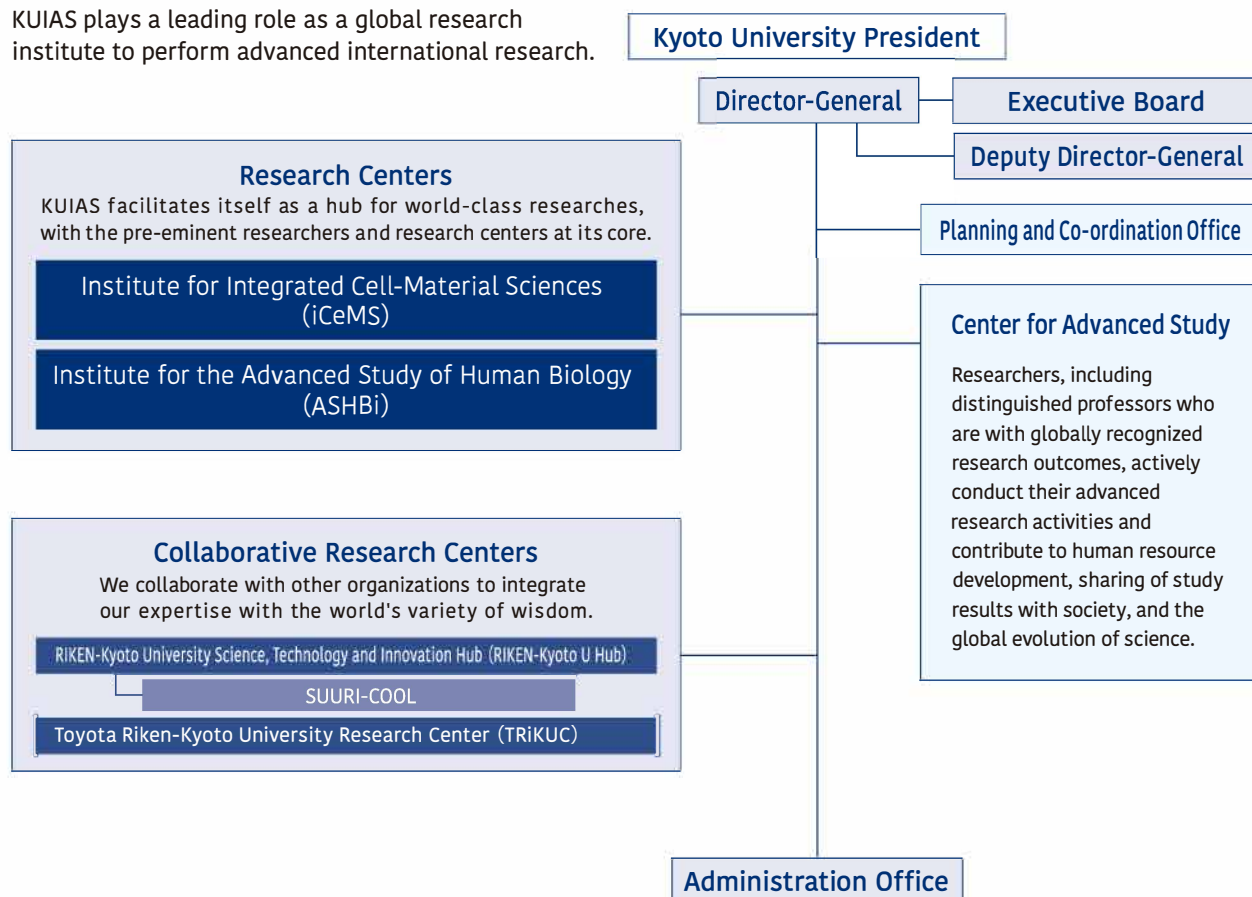 KUIAS plays a leading role as a global research
institute to perform advanced international research.
Kyoto University President
Director-General
Executive Board
Deputy Director-General
Planning and Co-ordination Office
Research Centers
KUIAS facilitates itself as a hub for world-class researches,
with the pre-eminent researchers and research centers at its core.
Institute for Integrated Cell-Material Sciences
(iCeMS)
Institute for the Advanced Study of Human Biology
(ASHBi)
Center for Advanced Study
Researchers, including
distinguished professors who
are with globally recognized
research outcomes, actively
conduct their advanced
research activities and
contribute to human resource
development, sharing of study
results with society, and the
global evolution of science.
Collaborative Research Centers
We collaborate with other organizations to integrate
our expertise with the world's variety of wisdom.
RIKEN-Kyoto University Science, Technology and Innovation Hub (RIKEN-Kyoto U Hub)
SUURI-COOL
Toyota Riken-Kyoto University Research Center (TRiKUC)
Administration Office